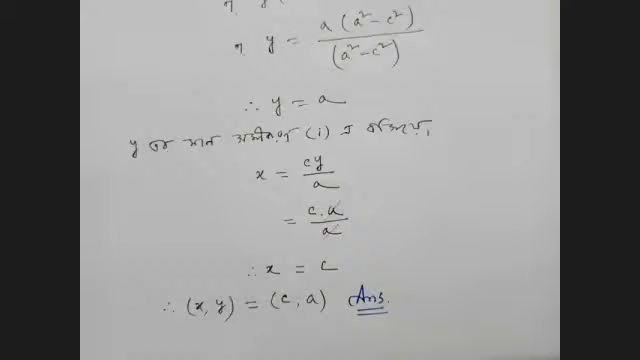 বা, y = a(a² − c²) / (a² − c²)
∴ y = a
y এর মান সমীকরণ (i) এ বসিয়ে,
x = cy / a
= c.a / a
∴ x = c
∴ (x, y) = (c, a) (Ans.